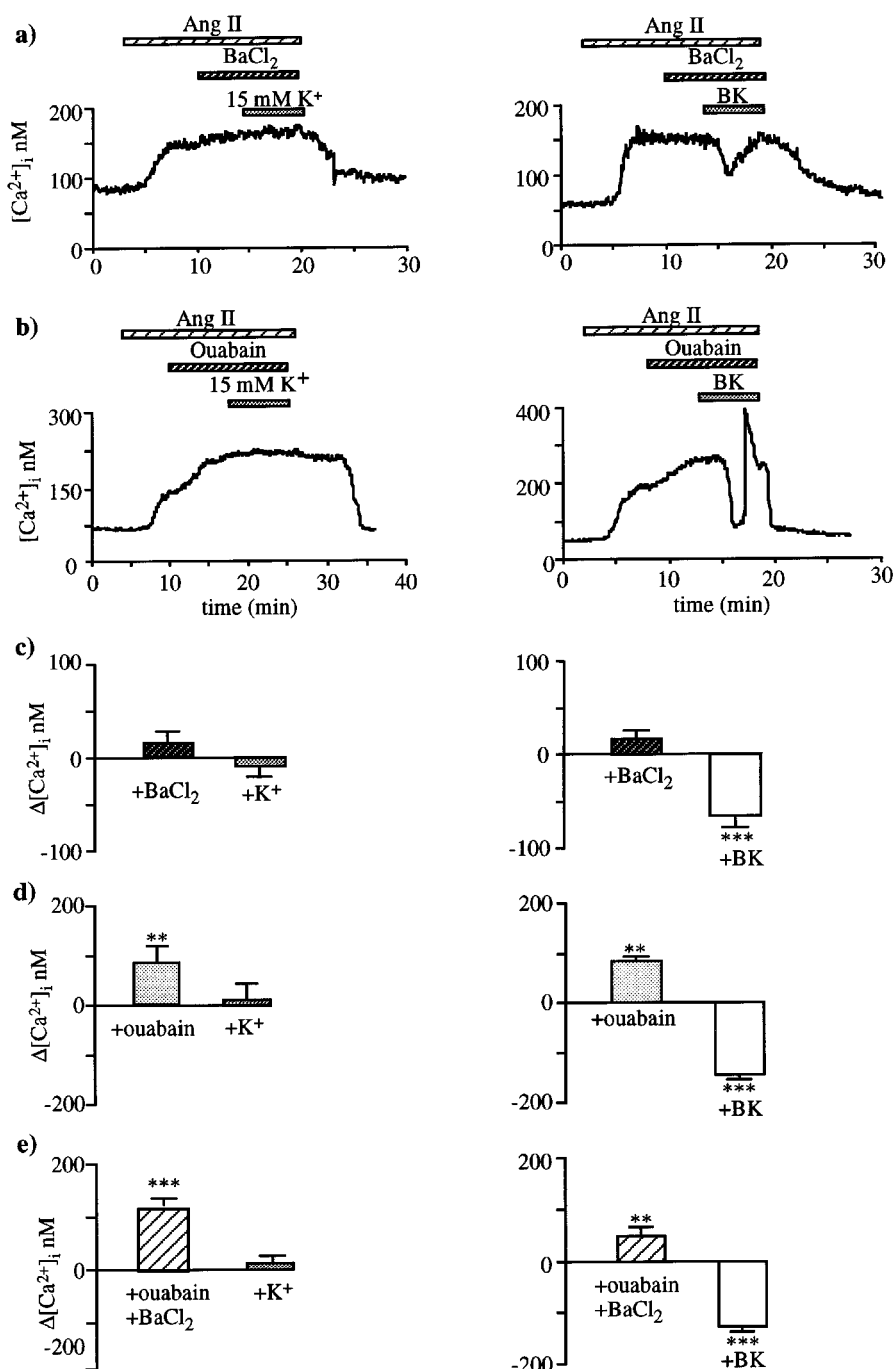 a)
Ang II
BaCl2
15 mM K+
[Ca2+]i nM
200
100
0
0 10 20 30
Ang II
BaCl2
BK
200
100
0
0 10 20 30
b)
Ang II
Ouabain
15 mM K+
[Ca2+]i nM
300
150
0
0 10 20 30 40
time (min)
Ang II
Ouabain
BK
400
200
0
0 10 20 30
time (min)
c)
Δ[Ca2+]i nM
100
0
-100
+BaCl2
+K+
100
0
-100
+BaCl2
***
+BK
d)
Δ[Ca2+]i nM
200
0
-200
**
+ouabain
+K+
200
0
-200
**
+ouabain
***
+BK
e)
Δ[Ca2+]i nM
200
0
-200
***
+ouabain
+BaCl2
+K+
200
0
-200
**
+ouabain
+BaCl2
***
+BK